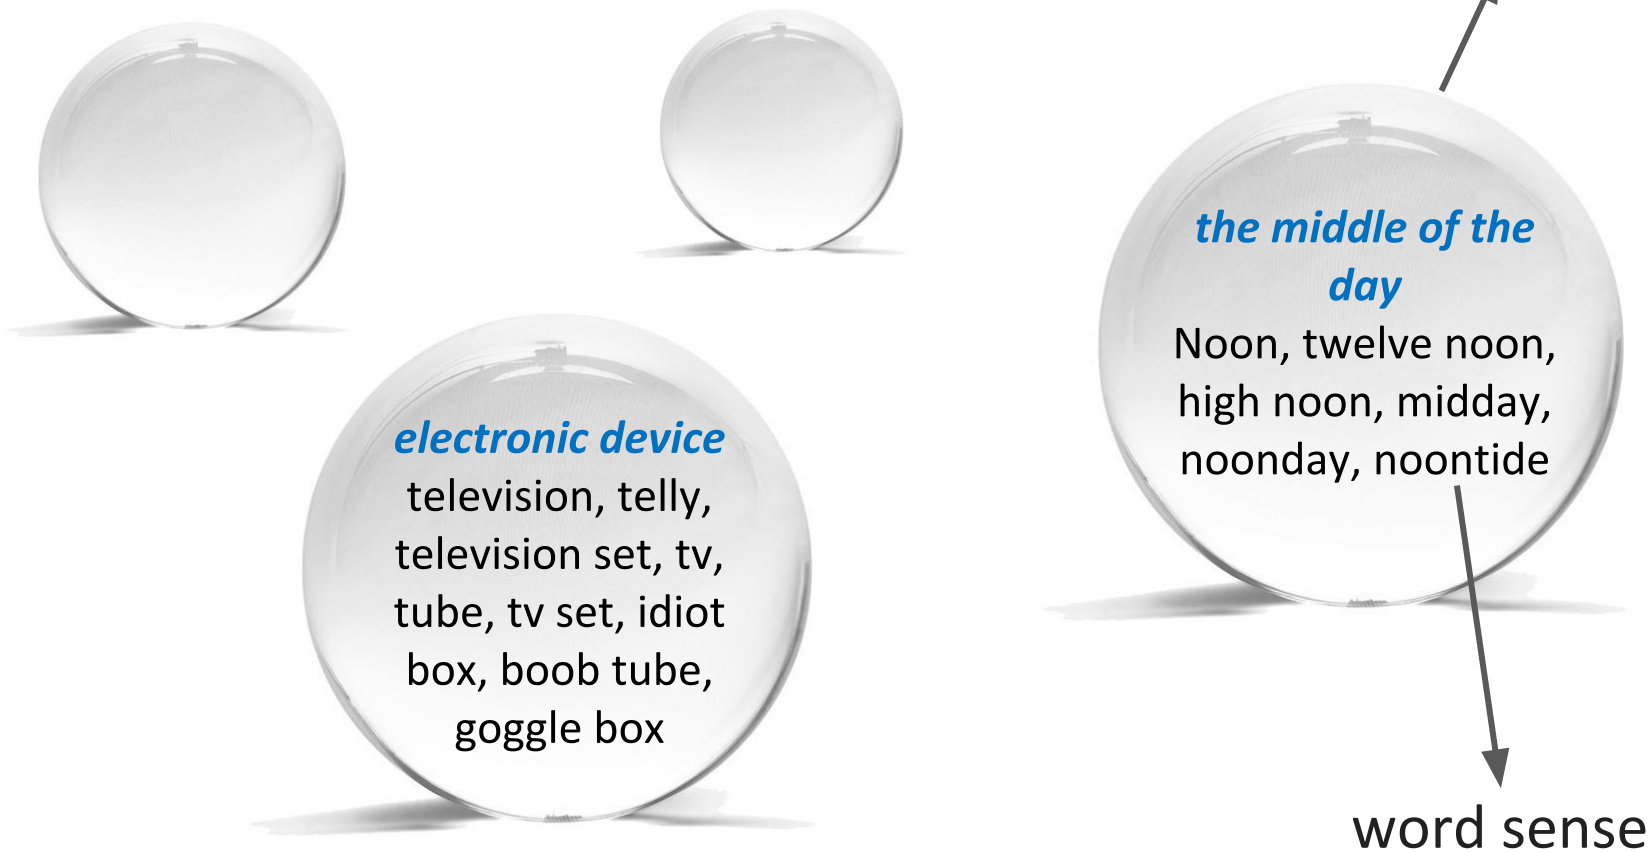 the middle of the
day
Noon, twelve noon,
high noon, midday,
noonday, noontide
electronic device
television, telly,
television set, tv,
tube, tv set, idiot
box, boob tube,
goggle box
word sense